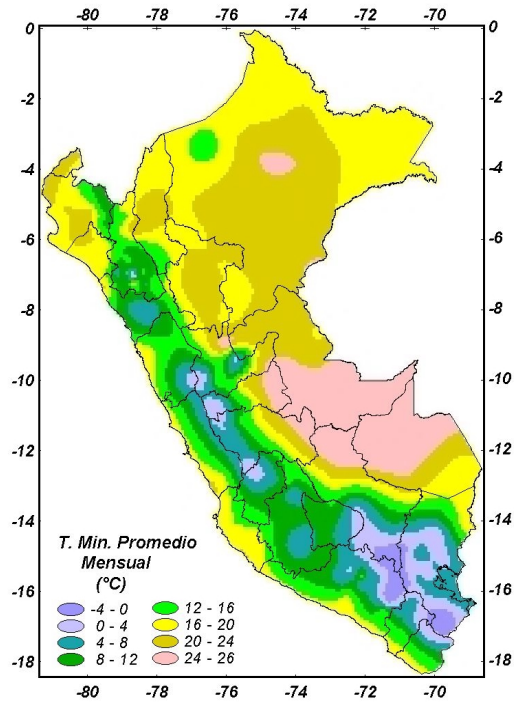 -80 -78 -76 -74 -72 -70
0 0
-2 -2
-4 -4
-6 -6
-8 -8
-10 -10
-12 -12
-14 -14
-16 -16
-18 -18
T. Min. Promedio
Mensual
(°C)
-4 - 0 12 - 16
0 - 4 16 - 20
4 - 8 20 - 24
8 - 12 24 - 26
-80 -78 -76 -74 -72 -70